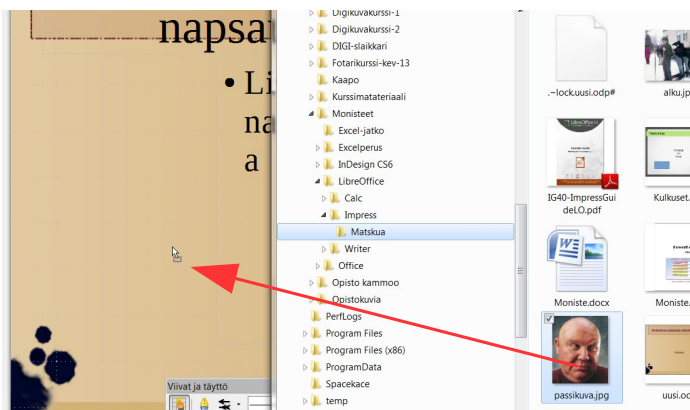 napsa
• Li
na
a
Viivat ja täyttö
Digikuvakurssi-1
Digikuvakurssi-2
DIGI-slaikkari
Fotarikurssi-kev-13
Kaapo
Kurssimatateriaali
Monisteet
Excel-jatko
Excelperus
InDesign CS6
LibreOffice
Calc
Impress
Matskua
Writer
Office
Opisto kammoo
Opistokuvia
PerfLogs
Program Files
Program Files (x86)
ProgramData
Spacekace
temp
.~lock.uusi.odp#
alku.jp
IG40-ImpressGui
deLO.pdf
Kulkuset.
Moniste.docx
Moniste.
passikuva.jpg
uusi.od